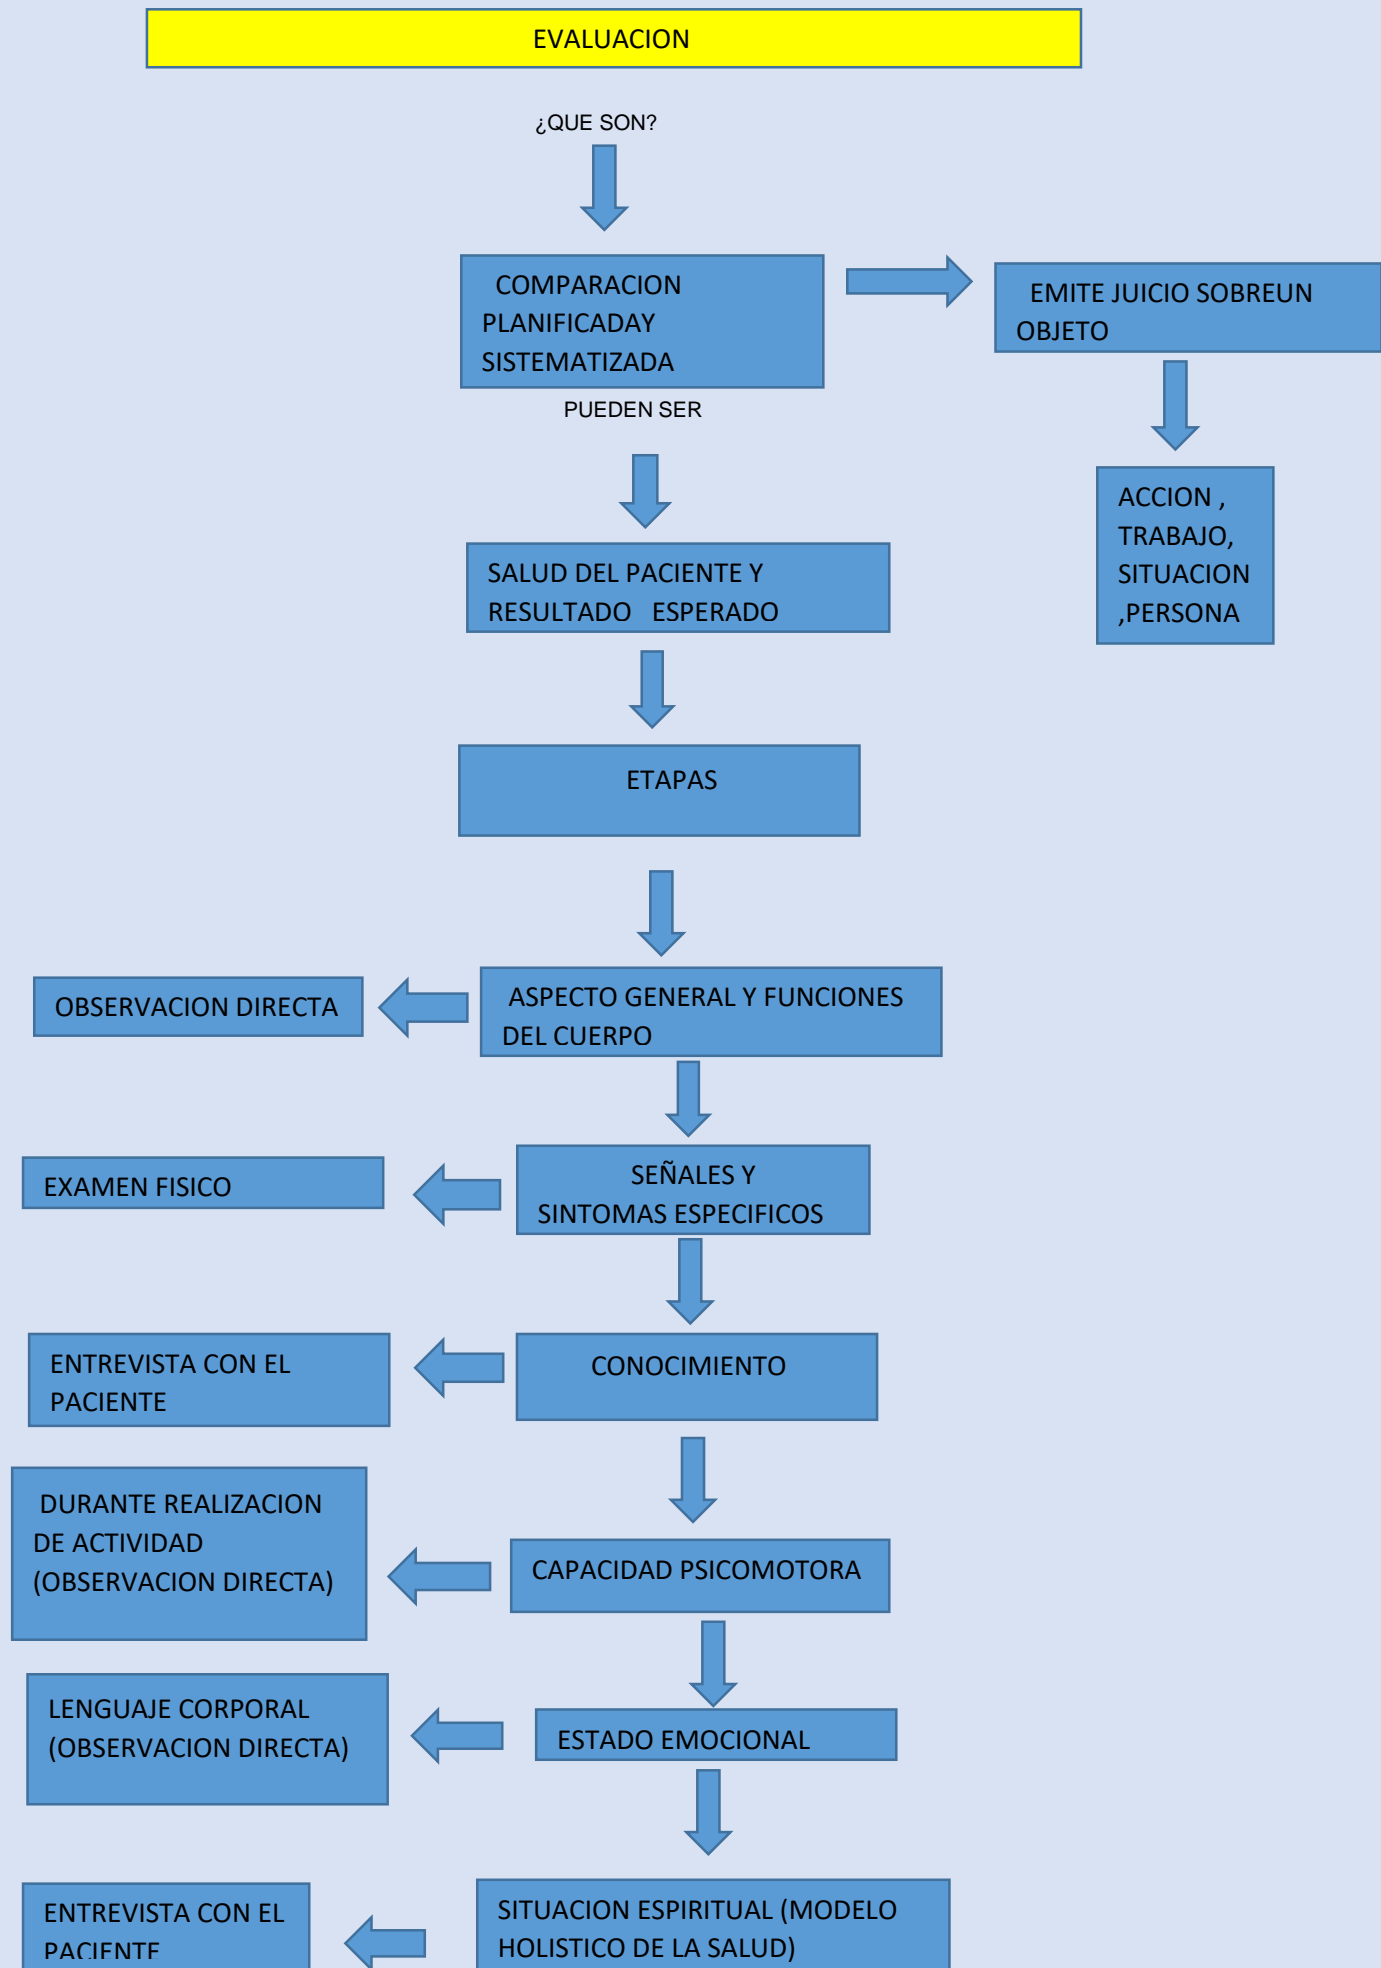 EVALUACION
¿QUE SON?
COMPARACION
PLANIFICADAY
SISTEMATIZADA
EMITE JUICIO SOBREUN
OBJETO
PUEDEN SER
ACCION ,
TRABAJO,
SITUACION
,PERSONA
SALUD DEL PACIENTE Y
RESULTADO ESPERADO
ETAPAS
OBSERVACION DIRECTA
ASPECTO GENERAL Y FUNCIONES
DEL CUERPO
EXAMEN FISICO
SEÑALES Y
SINTOMAS ESPECIFICOS
ENTREVISTA CON EL
PACIENTE
CONOCIMIENTO
DURANTE REALIZACION
DE ACTIVIDAD
(OBSERVACION DIRECTA)
CAPACIDAD PSICOMOTORA
LENGUAJE CORPORAL
(OBSERVACION DIRECTA)
ESTADO EMOCIONAL
ENTREVISTA CON EL
PACIENTE
SITUACION ESPIRITUAL (MODELO
HOLISTICO DE LA SALUD)